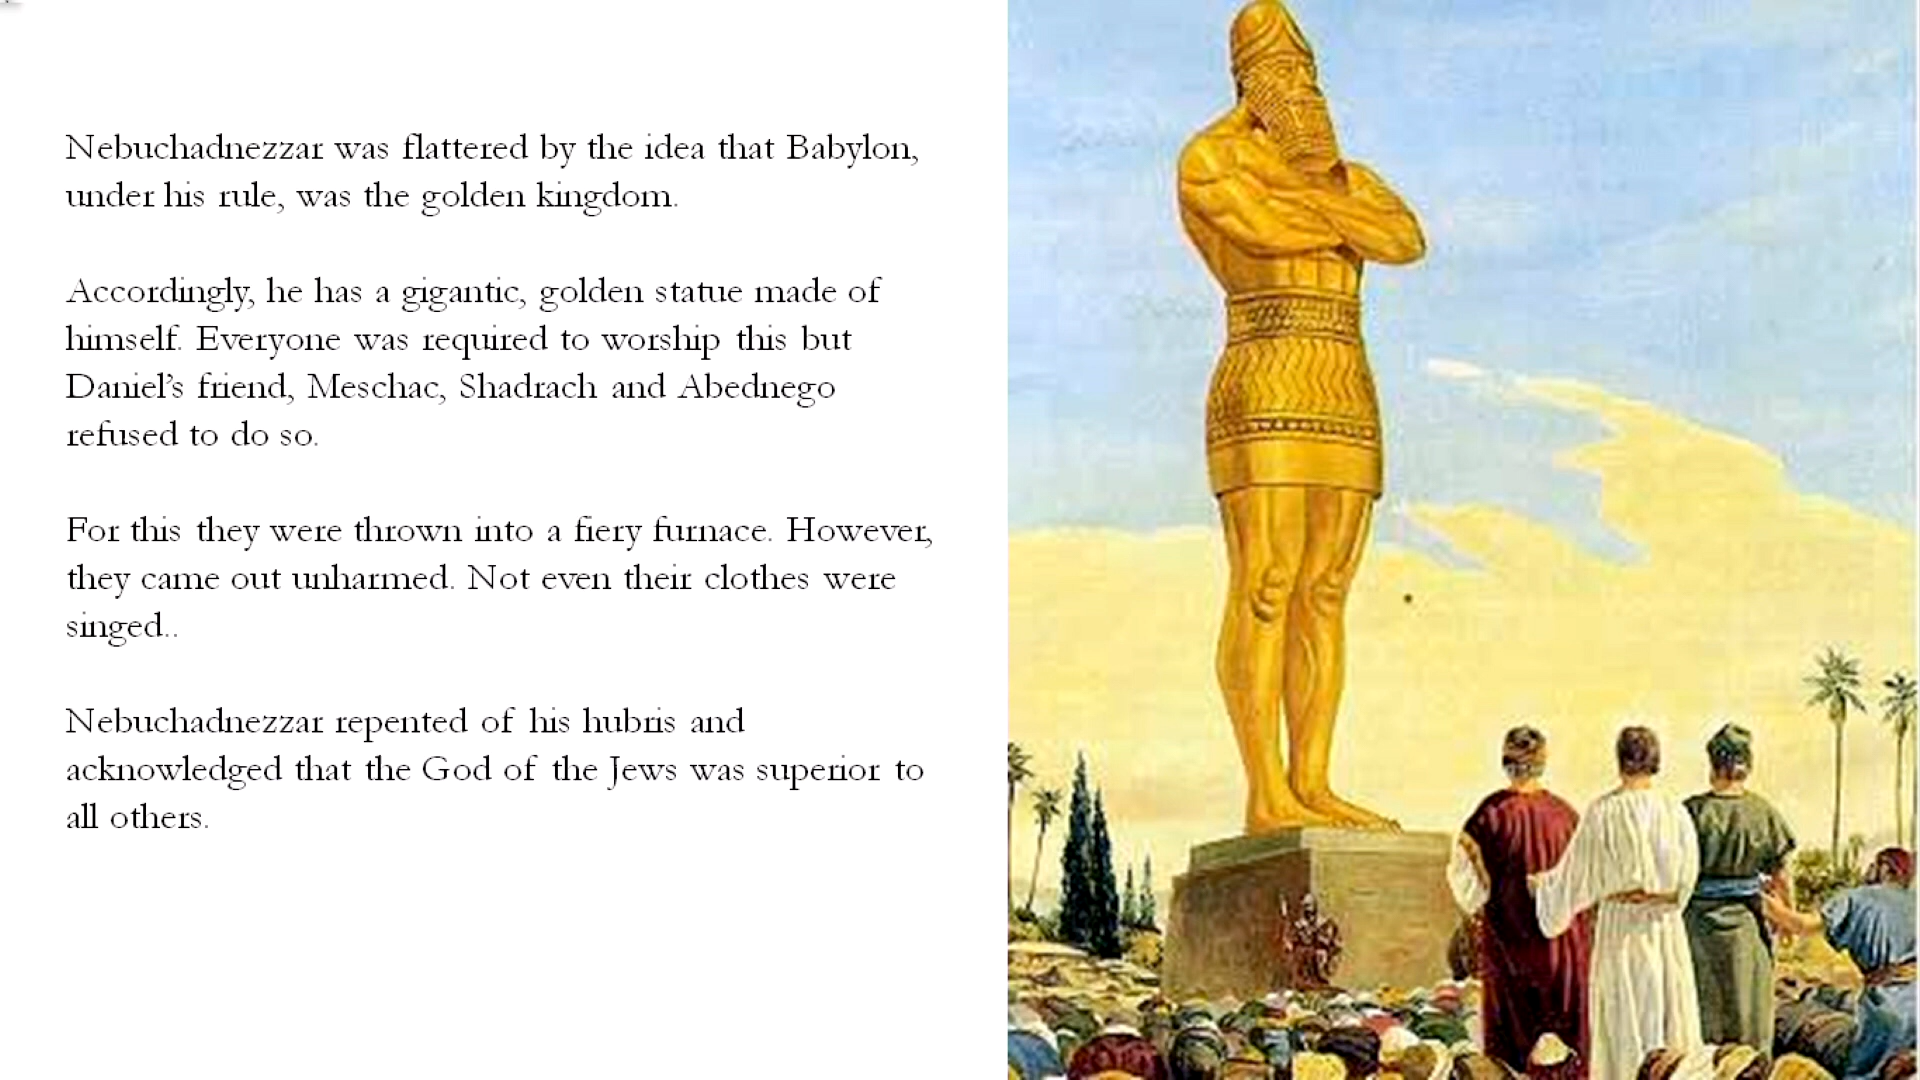 Nebuchadnezzar was flattered by the idea that Babylon,
under his rule, was the golden kingdom.
Accordingly, he has a gigantic, golden statue made of
himself. Everyone was required to worship this but
Daniel’s friend, Meschac, Shadrach and Abednego
refused to do so.
For this they were thrown into a fiery furnace. However,
they came out unharmed. Not even their clothes were
singed..
Nebuchadnezzar repented of his hubris and
acknowledged that the God of the Jews was superior to
all others.